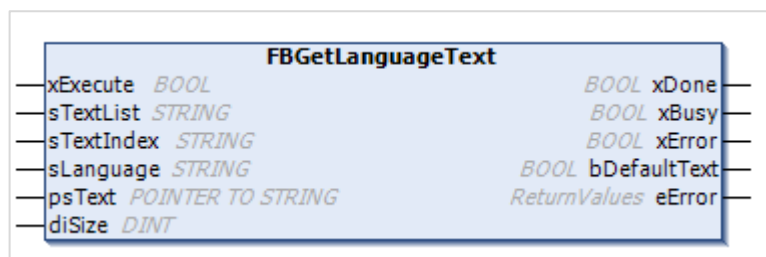 FBGetLanguageText
xExecute BOOL BOOL xDone
sTextList STRING BOOL xBusy
sTextIndex STRING BOOL xError
sLanguage STRING BOOL bDefaultText
psText POINTER TO STRING ReturnValues eError
diSize DINT